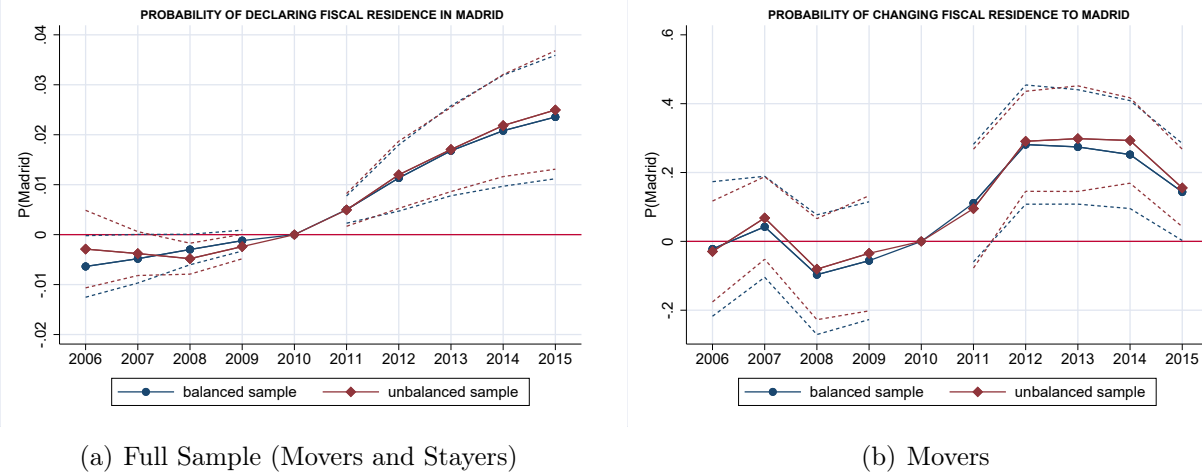 PROBABILITY OF DECLARING FISCAL RESIDENCE IN MADRID
P(Madrid)
.04
.03
.02
.01
0
-.01
-.02
2006 2007 2008 2009 2010 2011 2012 2013 2014 2015
balanced sample unbalanced sample
(a) Full Sample (Movers and Stayers)
PROBABILITY OF CHANGING FISCAL RESIDENCE TO MADRID
P(Madrid)
.6
.4
.2
0
-.2
2006 2007 2008 2009 2010 2011 2012 2013 2014 2015
balanced sample unbalanced sample
(b) Movers